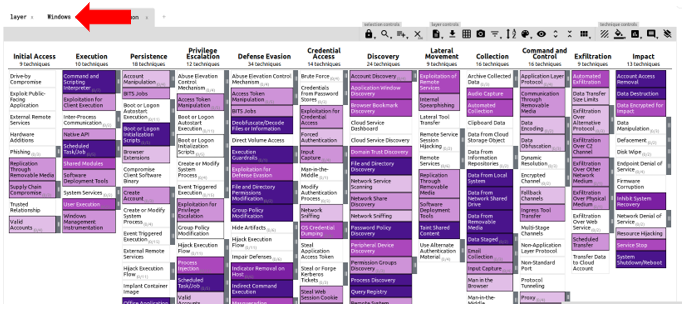 layer
Windows
selection controls
layer controls
technique controls
Initial Access
9 techniques
Drive-by
Compromise
Exploit Public-
Facing
Application
External Remote
Services
Hardware
Additions
Phishing
Replication
Through
Removable Media
Supply Chain
Compromise
Trusted
Relationship
Valid
Accounts
Execution
10 techniques
Command and
Scripting
Interpreter
Exploitation for
Client Execution
Inter-Process
Communication
Native API
Scheduled
Task/Job
Shared Modules
Software
Deployment Tools
System Services
User Execution
Windows
Management
Instrumentation
Persistence
18 techniques
Account
Manipulation
BITS Jobs
Boot or Logon
Autostart
Execution
Boot or Logon
Initialization
Scripts
Browser
Extensions
Compromise
Client Software
Binary
Create
Account
Create or Modify
System
Process
Event Triggered
Execution
External Remote
Services
Hijack Execution
Flow
Implant Container
Image
Office Application
Privilege
Escalation
12 techniques
Abuse Elevation
Control
Mechanism
Access Token
Manipulation
Boot or Logon
Autostart
Execution
Boot or Logon
Initialization
Scripts
Create or Modify
System
Process
Event Triggered
Execution
Exploitation for
Privilege
Escalation
Group Policy
Modification
Hijack Execution
Flow
Process
Injection
Scheduled
Task/Job
Valid
Accounts
Defense Evasion
34 techniques
Abuse Elevation Control
Mechanism
Access Token
Manipulation
BITS Jobs
Deobfuscate/Decode
Files or Information
Direct Volume Access
Execution
Guardrails
Exploitation for Defense
Evasion
File and Directory
Permissions
Modification
Group Policy
Modification
Hide Artifacts
Hijack Execution
Flow
Impair Defenses
Indicator Removal on
Host
Indirect Command
Execution
Masquerading
Credential
Access
14 techniques
Brute Force
Credentials
From Password
Stores
Exploitation for
Credential
Access
Forced
Authentication
Input
Capture
Man-in-the-
Middle
Modify
Authentication
Process
Network
Sniffing
OS Credential
Dumping
Steal
Application
Access Token
Steal or Forge
Kerberos
Tickets
Steal Web
Session Cookie
Discovery
24 techniques
Account Discovery
Application Window
Discovery
Browser Bookmark
Discovery
Cloud Service
Dashboard
Cloud Service Discovery
Domain Trust Discovery
File and Directory
Discovery
Network Service
Scanning
Network Share
Discovery
Network Sniffing
Password Policy
Discovery
Peripheral Device
Discovery
Permission Groups
Discovery
Process Discovery
Query Registry
Remote System
Lateral
Movement
9 techniques
Exploitation of
Remote
Services
Internal
Spearphishing
Lateral Tool
Transfer
Remote Service
Session
Hijacking
Remote
Services
Replication
Through
Removable
Media
Software
Deployment
Tools
Taint Shared
Content
Use Alternate
Authentication
Material
Collection
16 techniques
Archive Collected
Data
Audio Capture
Automated
Collection
Clipboard Data
Data from Cloud
Storage Object
Data from
Information
Repositories
Data from Local
System
Data from
Network Shared
Drive
Data from
Removable
Media
Data Staged
Email
Collection
Input Capture
Man in the
Browser
Man-in-the-
Middle
Command and
Control
16 techniques
Application Layer
Protocol
Communication
Through
Removable Media
Data
Encoding
Data
Obfuscation
Dynamic
Resolution
Encrypted
Channel
Fallback
Channels
Ingress Tool
Transfer
Multi-Stage
Channels
Non-Application
Layer Protocol
Non-Standard
Port
Protocol
Tunneling
Proxy
Exfiltration
9 techniques
Automated
Exfiltration
Data Transfer
Size Limits
Exfiltration
Over
Alternative
Protocol
Exfiltration
Over C2
Channel
Exfiltration
Over Other
Network
Medium
Exfiltration
Over Physical
Medium
Exfiltration
Over Web
Service
Scheduled
Transfer
Transfer Data
to Cloud
Account
Impact
13 techniques
Account Access
Removal
Data Destruction
Data Encrypted for
Impact
Data
Manipulation
Defacement
Disk Wipe
Endpoint Denial of
Service
Firmware
Corruption
Inhibit System
Recovery
Network Denial of
Service
Resource Hijacking
Service Stop
System
Shutdown/Reboot